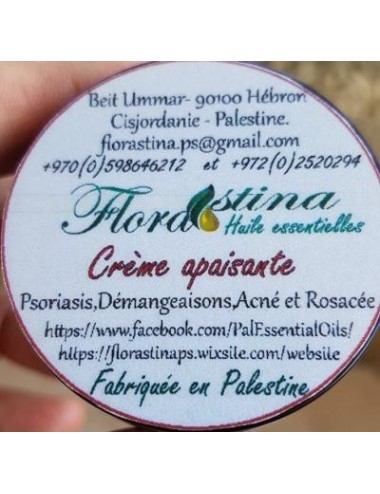 Beit Ummar- 90100 Hébron
Cisjordanie - Palestine.
florastina.ps@gmail.com
+970(0)598646212 et +972(0)2520294
Florastina
Huile essentielles
Crème apaisante
Psoriasis,Démangeaisons,Acné et Rosacée
https://www.facebook.com/PalEssentialOils/
https://florastinaps.wixsite.com/website
Fabriquée en Palestine